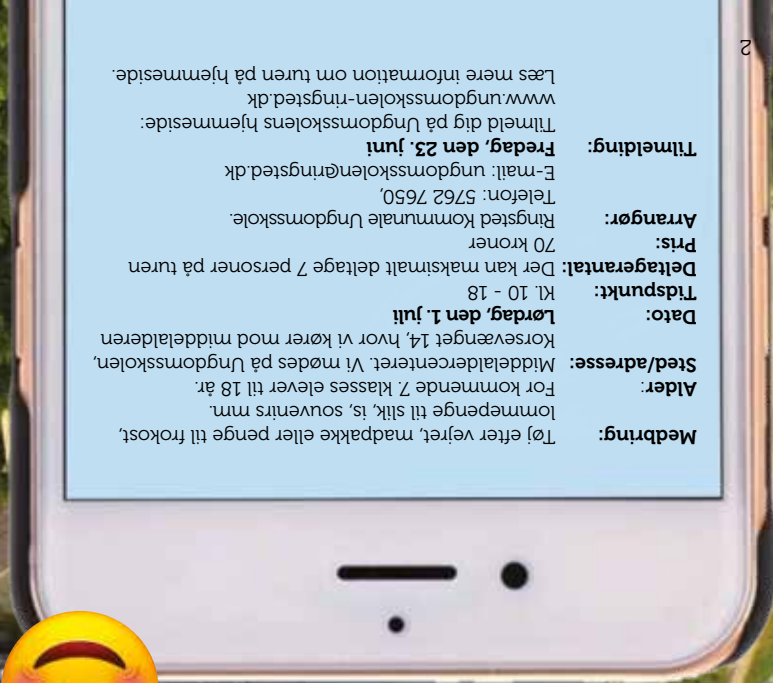 Medbring: Tøj efter vejret, madpakke eller penge til frokost,
lommepenge til slik, is, souvenirs mm.
Alder: For kommende 7. klasses elever til 18 år.
Sted/adresse: Middelaldercenteret. Vi mødes på Ungdomsskolen,
Korsevænget 14, hvor vi kører mod middelalderen
Dato: Lørdag, den 1. juli
Tidspunkt: Kl. 10 - 18
Deltagerantal: Der kan maksimalt deltage 7 personer på turen
Pris: 70 kroner
Arrangør: Ringsted Kommunale Ungdomsskole.
Telefon: 5762 7650,
E-mail: ungdomsskolen@ringsted.dk
Tilmelding: Fredag, den 23. juni
Tilmeld dig på Ungdomsskolens hjemmeside:
www.ungdomsskolen-ringsted.dk
Læs mere information om turen på hjemmeside.
2